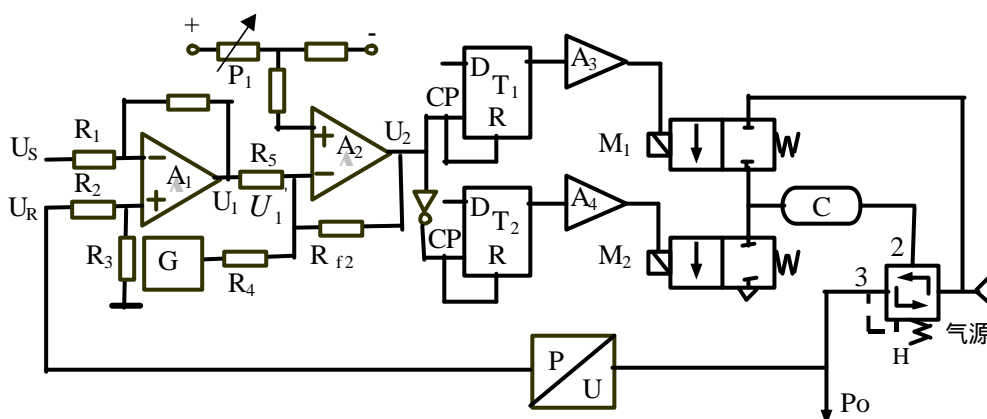 + -
P1
D T1 A3
CP
R
M1
US R1 A1
R5 A2 U2
R2
UR U1 U1'
R3 G R4 Rf2
D T2 A4
CP
R
M2
C
2
3
气源
H
P U
Po